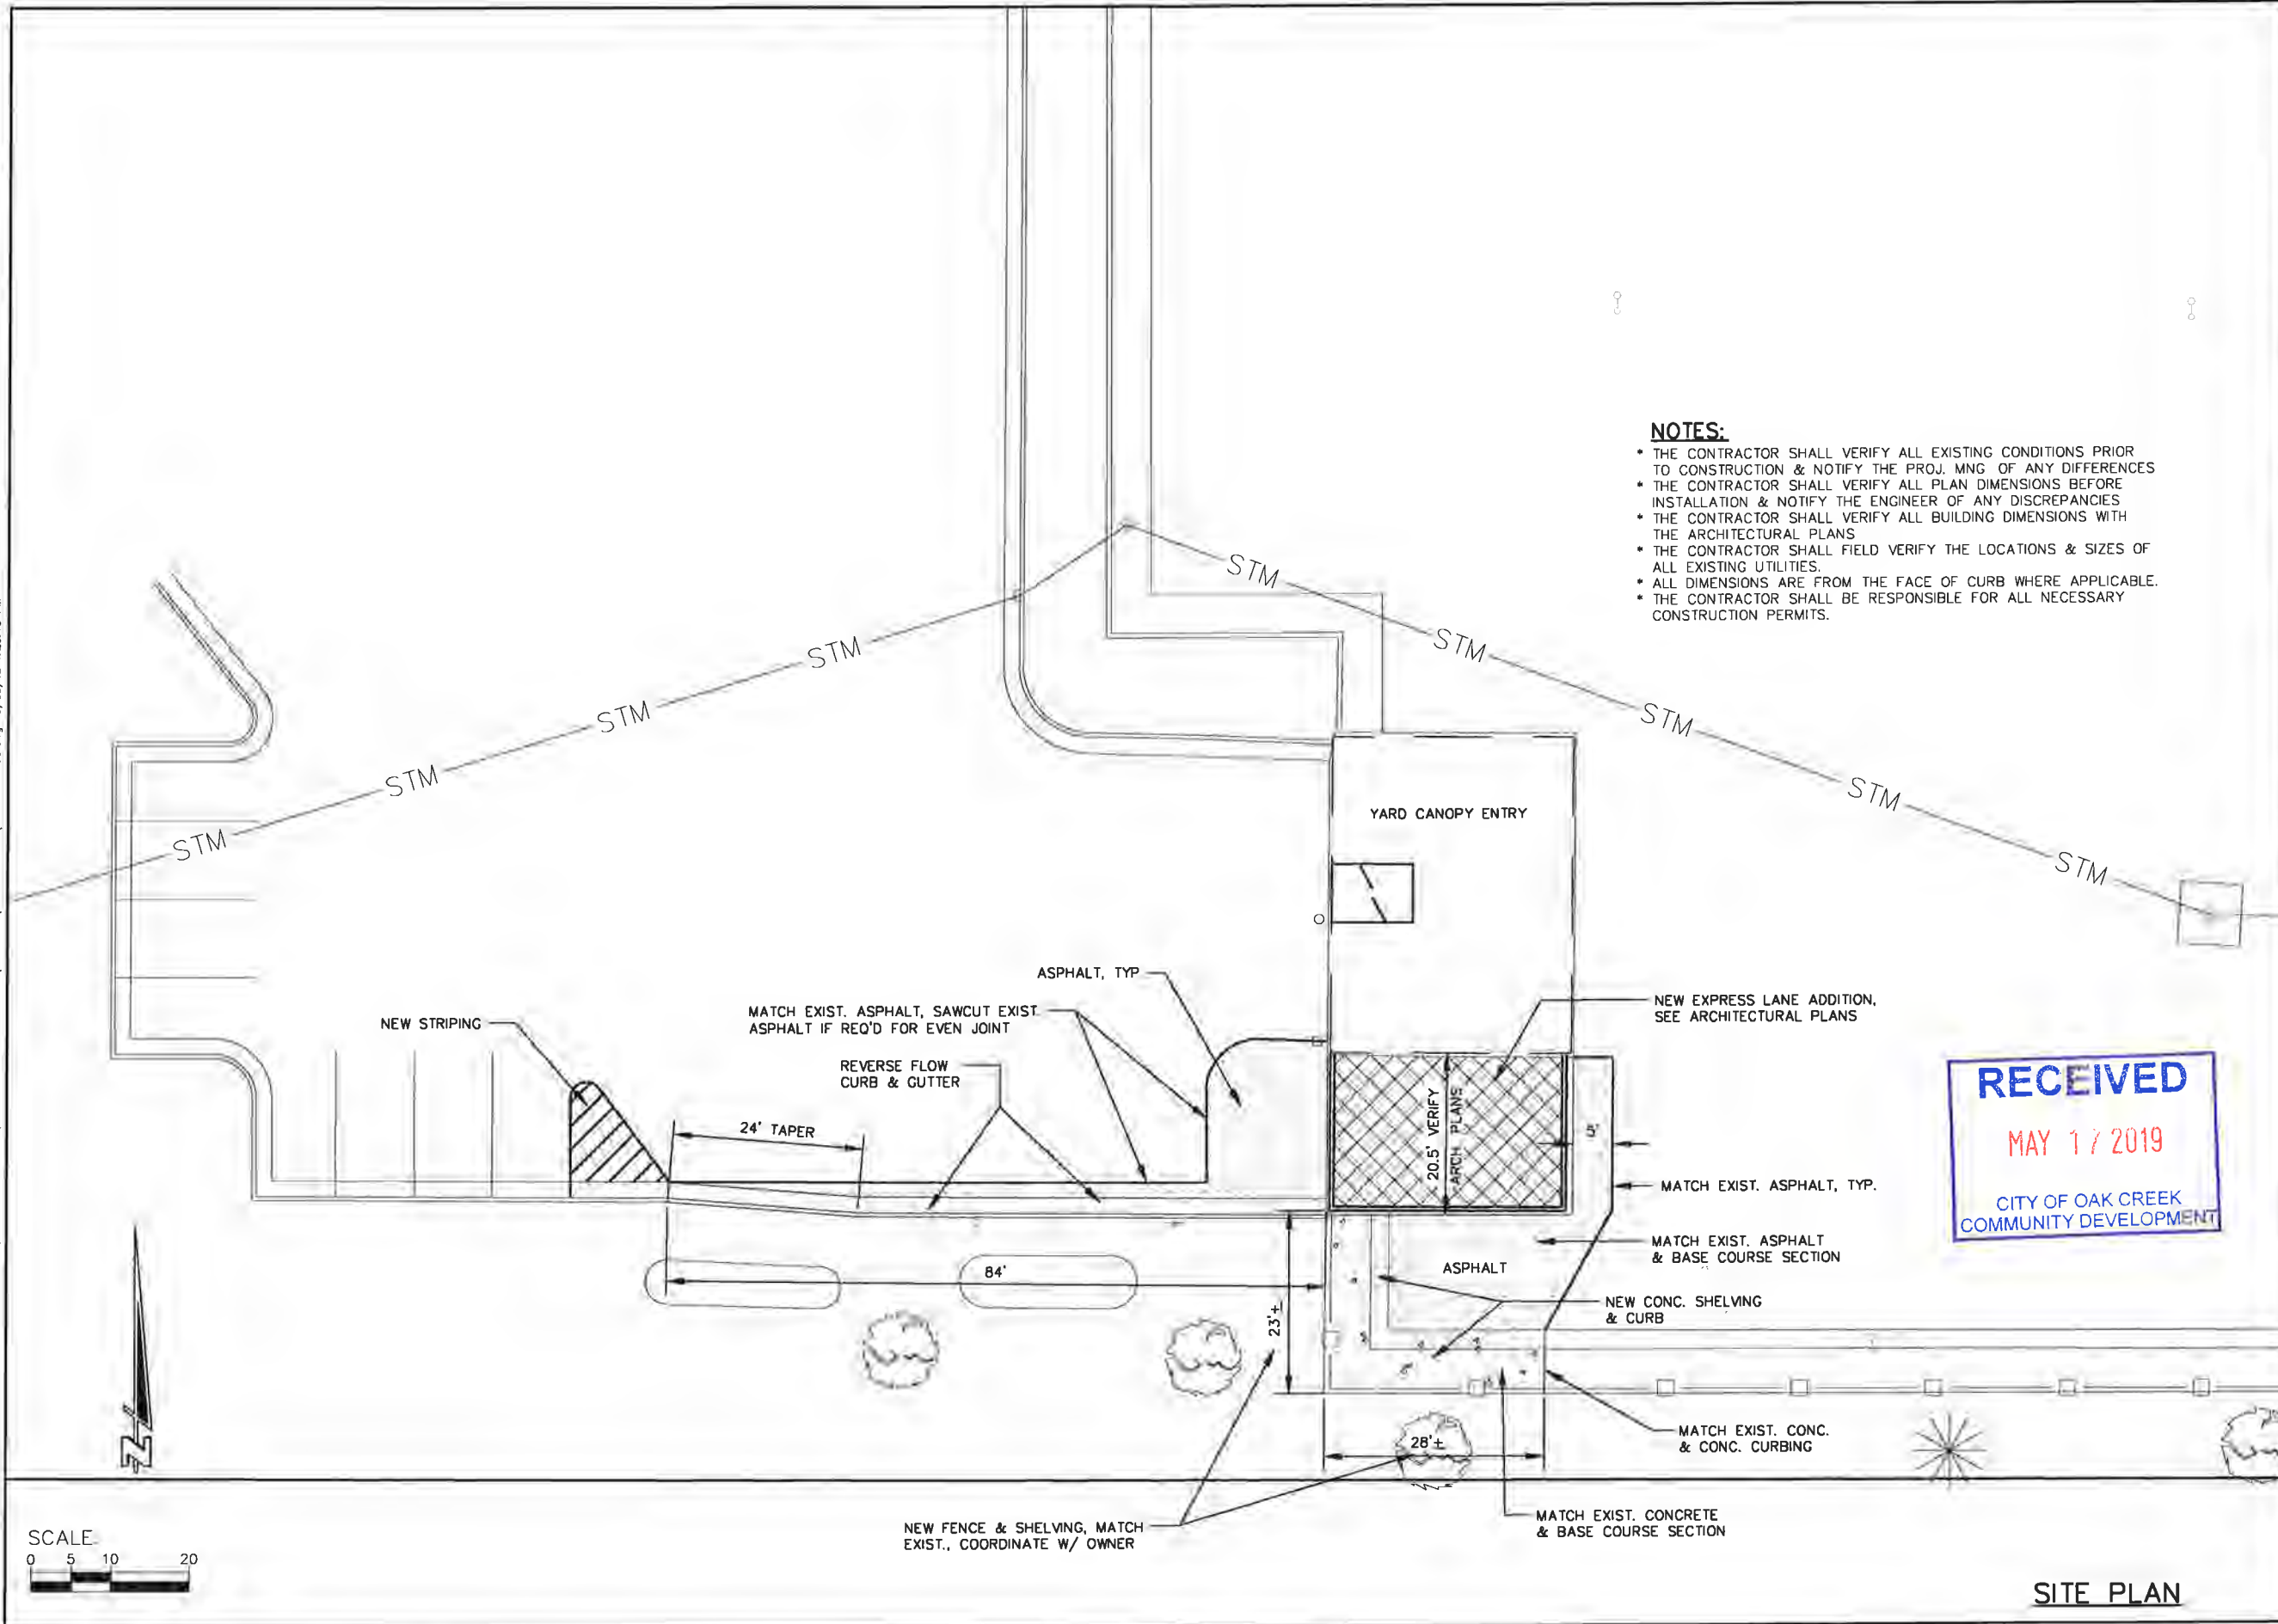 NOTES:
* THE CONTRACTOR SHALL VERIFY ALL EXISTING CONDITIONS PRIOR
TO CONSTRUCTION & NOTIFY THE PROJ. MNG OF ANY DIFFERENCES
* THE CONTRACTOR SHALL VERIFY ALL PLAN DIMENSIONS BEFORE
INSTALLATION & NOTIFY THE ENGINEER OF ANY DISCREPANCIES
* THE CONTRACTOR SHALL VERIFY ALL BUILDING DIMENSIONS WITH
THE ARCHITECTURAL PLANS
* THE CONTRACTOR SHALL FIELD VERIFY THE LOCATIONS & SIZES OF
ALL EXISTING UTILITIES.
* ALL DIMENSIONS ARE FROM THE FACE OF CURB WHERE APPLICABLE.
* THE CONTRACTOR SHALL BE RESPONSIBLE FOR ALL NECESSARY
CONSTRUCTION PERMITS.
STM
STM
STM
STM
STM
STM
STM
STM
STM
YARD CANOPY ENTRY
ASPHALT, TYP
MATCH EXIST. ASPHALT, SAWCUT EXIST.
ASPHALT IF REQ'D FOR EVEN JOINT
NEW STRIPING
REVERSE FLOW
CURB & GUTTER
24' TAPER
NEW EXPRESS LANE ADDITION,
SEE ARCHITECTURAL PLANS
20.5' VERIFY
ARCH PLANS
5'
MATCH EXIST. ASPHALT, TYP.
RECEIVED
MAY 17 2019
CITY OF OAK CREEK
COMMUNITY DEVELOPMENT
MATCH EXIST. ASPHALT
& BASE COURSE SECTION
ASPHALT
84'
23'±
NEW CONC. SHELVING
& CURB
28'±
MATCH EXIST. CONC.
& CONC. CURBING
N
NEW FENCE & SHELVING, MATCH
EXIST., COORDINATE W/ OWNER
MATCH EXIST. CONCRETE
& BASE COURSE SECTION
SCALE
0 5 10 20
SITE PLAN